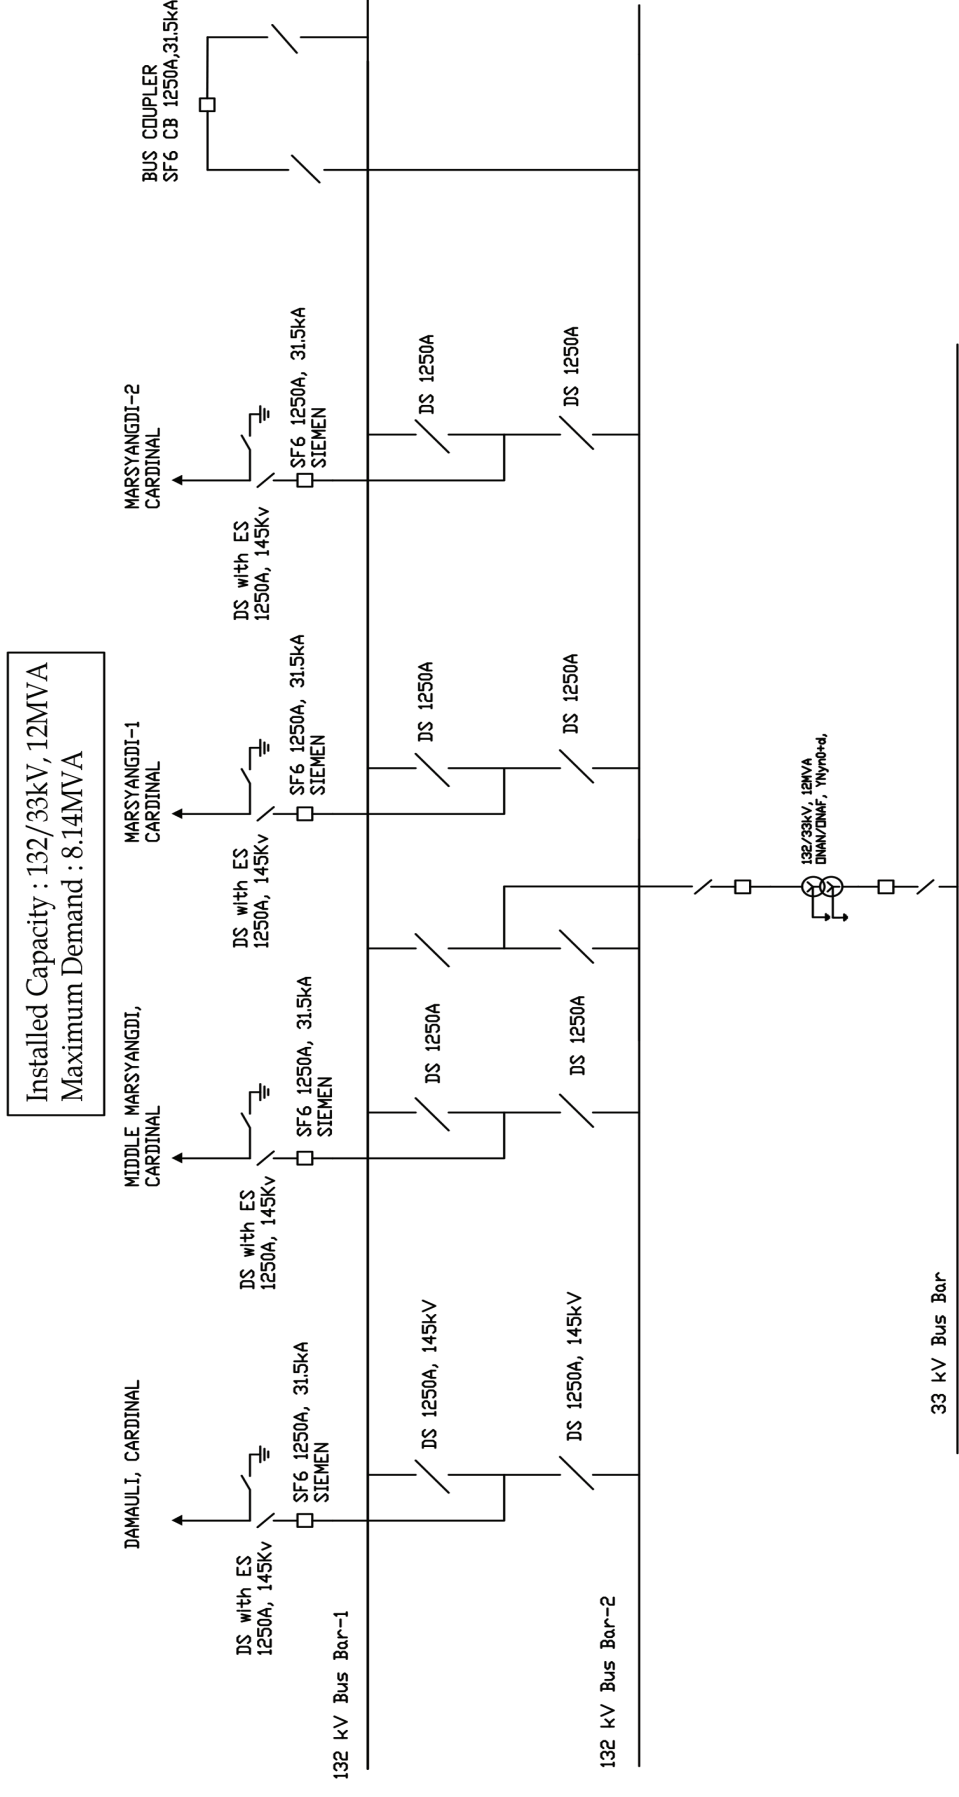 Installed Capacity : 132/33kV, 12MVA
Maximum Demand : 8.14MVA
DAMAULI, CARDINAL
MIDDLE MARSYANGDI,
CARDINAL
MARSYANGDI-1
CARDINAL
MARSYANGDI-2
CARDINAL
BUS COUPLER
SF6 CB 1250A,31.5kA
DS with ES
1250A, 145Kv
SF6 1250A, 31.5kA
SIEMEN
DS with ES
1250A, 145Kv
SF6 1250A, 31.5kA
SIEMEN
DS with ES
1250A, 145Kv
SF6 1250A, 31.5kA
SIEMEN
DS with ES
1250A, 145Kv
SF6 1250A, 31.5kA
SIEMEN
132 kV Bus Bar-1
DS 1250A, 145kV
DS 1250A
DS 1250A
DS 1250A
DS 1250A, 145kV
DS 1250A
DS 1250A
DS 1250A
132 kV Bus Bar-2
132/33kV, 12MVA
ONAN/ONAF, YNyn0+d,
33 kV Bus Bar